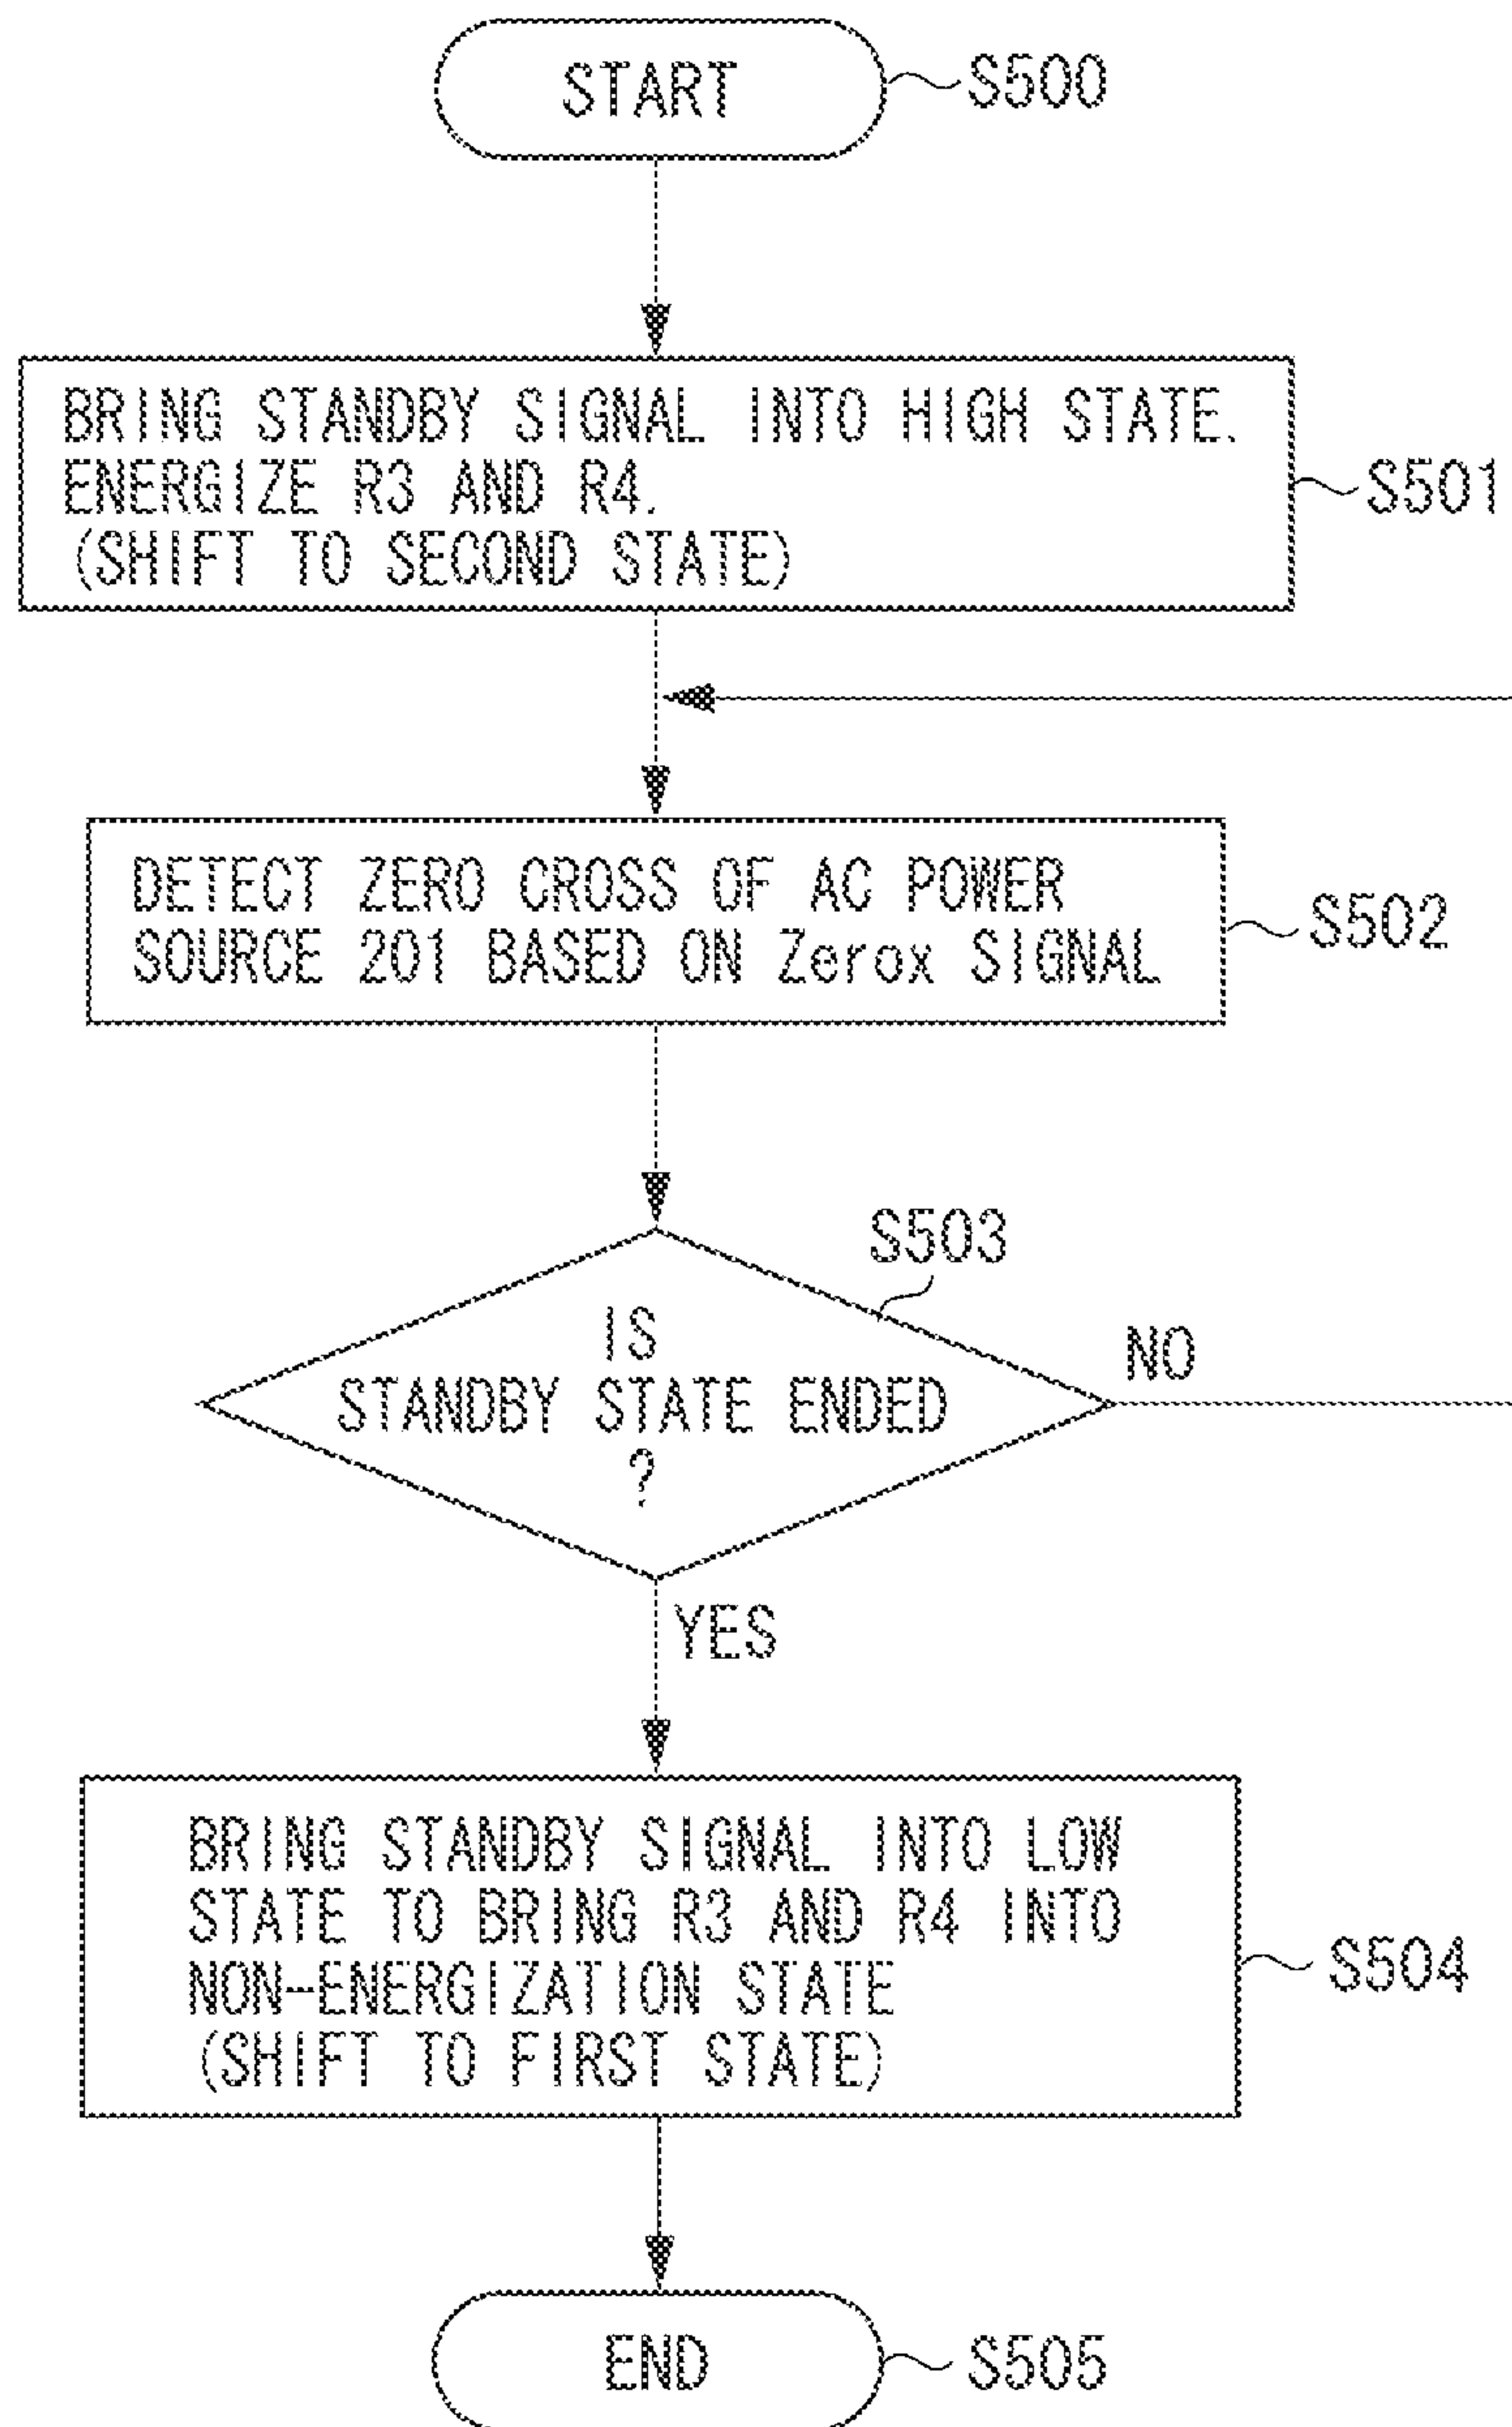 START
S500
BRING STANDBY SIGNAL INTO HIGH STATE.
ENERGIZE R3 AND R4.
(SHIFT TO SECOND STATE)
S501
DETECT ZERO CROSS OF AC POWER
SOURCE 201 BASED ON Zerox SIGNAL
S502
S503
IS
STANDBY STATE ENDED
?
NO
YES
BRING STANDBY SIGNAL INTO LOW
STATE TO BRING R3 AND R4 INTO
NON-ENERGIZATION STATE
(SHIFT TO FIRST STATE)
S504
END
S505